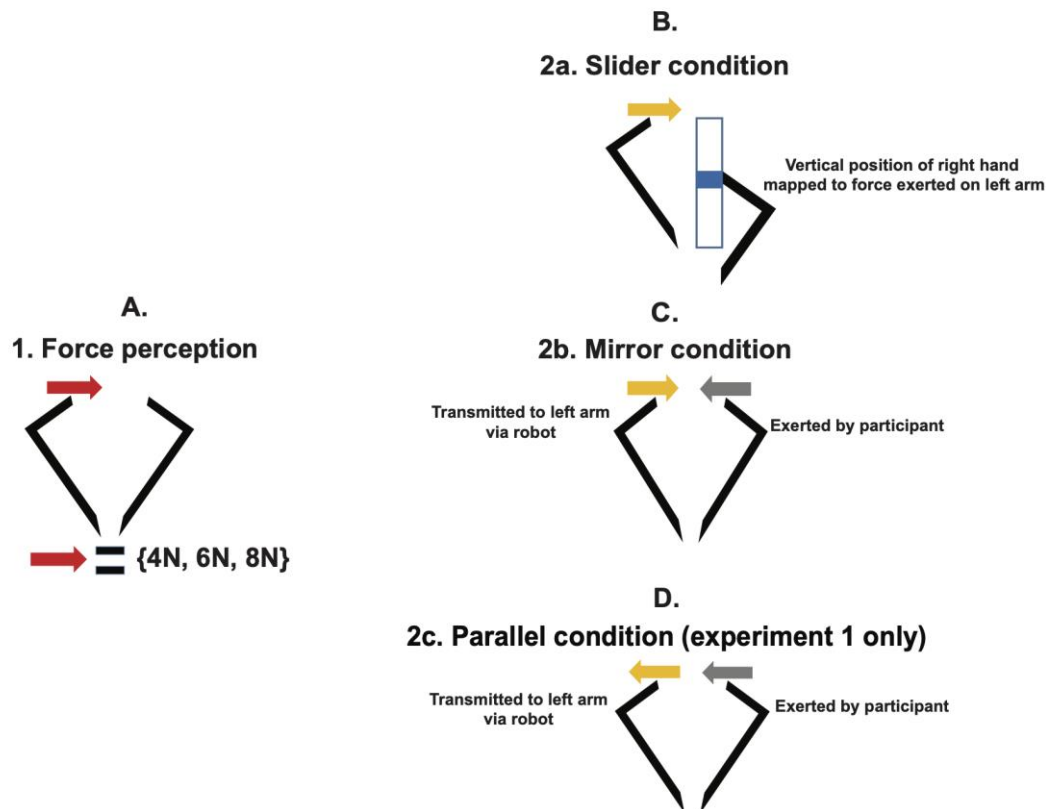 A.
1. Force perception
{4N, 6N, 8N}
B.
2a. Slider condition
Vertical position of right hand
mapped to force exerted on left arm
C.
2b. Mirror condition
Transmitted to left arm
via robot
Exerted by participant
D.
2c. Parallel condition (experiment 1 only)
Transmitted to left arm
via robot
Exerted by participant